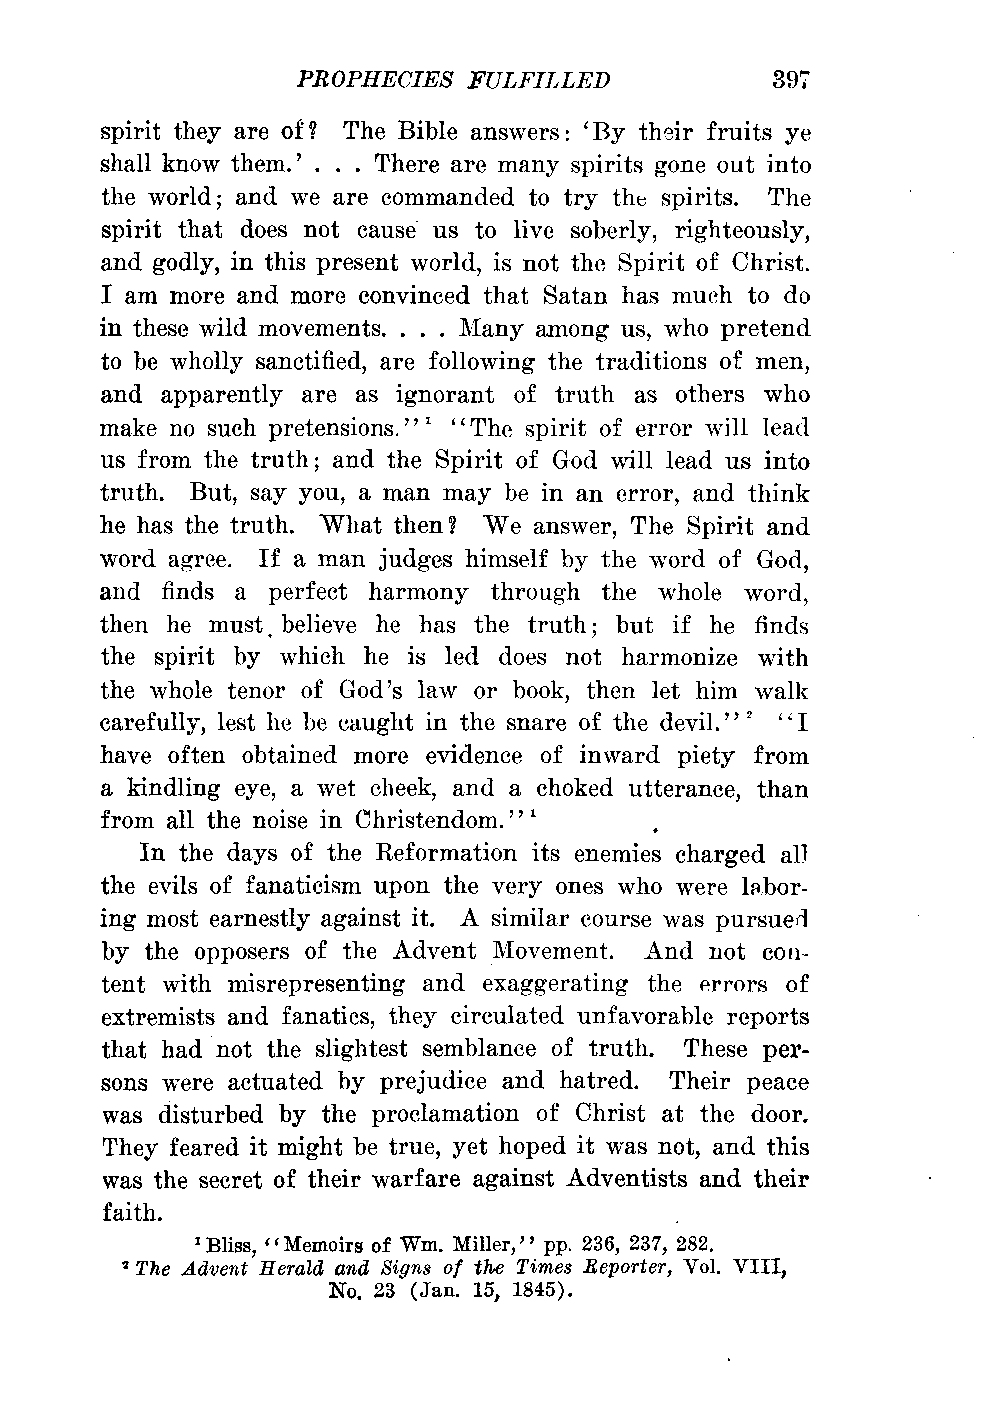 PROPHECIES FULFILLED 397
spirit they are of? The Bible answers: ‘By their fruits ye
shall know them.’ . . . There are many spirits gone out into
the world; and we are commanded to try the spirits. The
spirit that does not cause us to live soberly, righteously,
and godly, in this present world, is not the Spirit of Christ.
I am more and more convinced that Satan has much to do
in these wild movements. . . . Many among us, who pretend
to be wholly sanctified, are following the traditions of men,
and apparently are as ignorant of truth as others who
make no such pretensions.’’¹ ‘‘The spirit of error will lead
us from the truth; and the Spirit of God will lead us into
truth. But, say you, a man may be in an error, and think
he has the truth. What then? We answer, The Spirit and
word agree. If a man judges himself by the word of God,
and finds a perfect harmony through the whole word,
then he must believe he has the truth; but if he finds
the spirit by which he is led does not harmonize with
the whole tenor of God’s law or book, then let him walk
carefully, lest he be caught in the snare of the devil.’’² ‘‘I
have often obtained more evidence of inward piety from
a kindling eye, a wet cheek, and a choked utterance, than
from all the noise in Christendom.’’¹
In the days of the Reformation its enemies charged all
the evils of fanaticism upon the very ones who were labor-
ing most earnestly against it. A similar course was pursued
by the opposers of the Advent Movement. And not con-
tent with misrepresenting and exaggerating the errors of
extremists and fanatics, they circulated unfavorable reports
that had not the slightest semblance of truth. These per-
sons were actuated by prejudice and hatred. Their peace
was disturbed by the proclamation of Christ at the door.
They feared it might be true, yet hoped it was not, and this
was the secret of their warfare against Adventists and their
faith.
¹ Bliss, ‘‘Memoirs of Wm. Miller,’’ pp. 236, 237, 282.
² The Advent Herald and Signs of the Times Reporter, Vol. VIII,
No. 23 (Jan. 15, 1845).